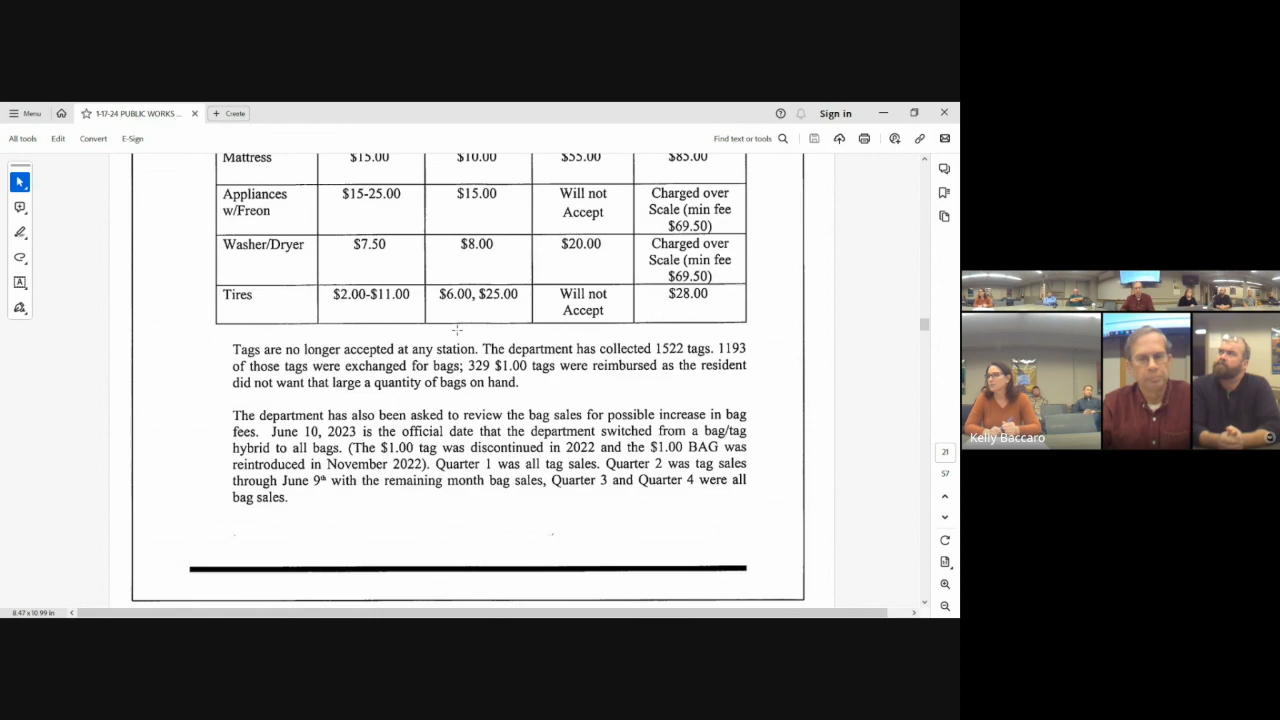 Menu
1-17-24 PUBLIC WORKS ...
Create
Sign in
All tools
Edit
Convert
E-Sign
Find text or tools
Mattress $15.00 $10.00 $55.00 $85.00
Appliances $15-25.00 $15.00 Will not Charged over
w/Freon Accept Scale (min fee
$69.50)
Washer/Dryer $7.50 $8.00 $20.00 Charged over
Scale (min fee
$69.50)
Tires $2.00-$11.00 $6.00, $25.00 Will not $28.00
Accept
Tags are no longer accepted at any station. The department has collected 1522 tags. 1193
of those tags were exchanged for bags; 329 $1.00 tags were reimbursed as the resident
did not want that large a quantity of bags on hand.
The department has also been asked to review the bag sales for possible increase in bag
fees. June 10, 2023 is the official date that the department switched from a bag/tag
hybrid to all bags. (The $1.00 tag was discontinued in 2022 and the $1.00 BAG was
reintroduced in November 2022). Quarter 1 was all tag sales. Quarter 2 was tag sales
through June 9th with the remaining month bag sales, Quarter 3 and Quarter 4 were all
bag sales.
21
57
8.47 x 10.99 in
Kelly Baccaro